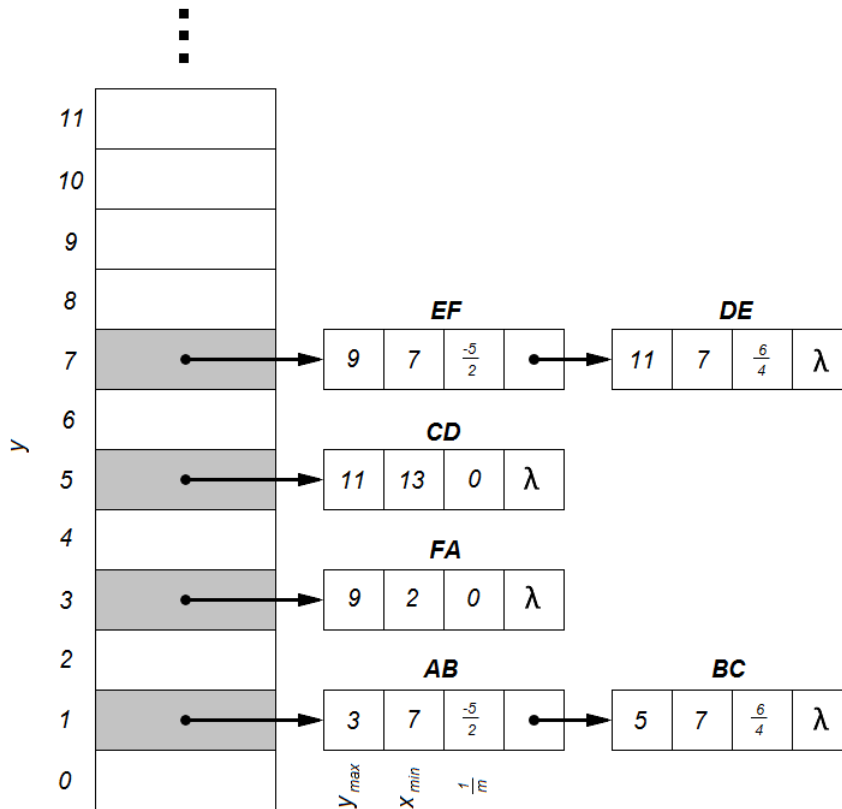 11
10
9
8
EF DE
7 9 7 -5/2 11 7 6/4 λ
6
CD
y
5 11 13 0 λ
4
FA
3 9 2 0 λ
2
AB BC
1 3 7 -5/2 5 7 6/4 λ
0 y max x min 1/m